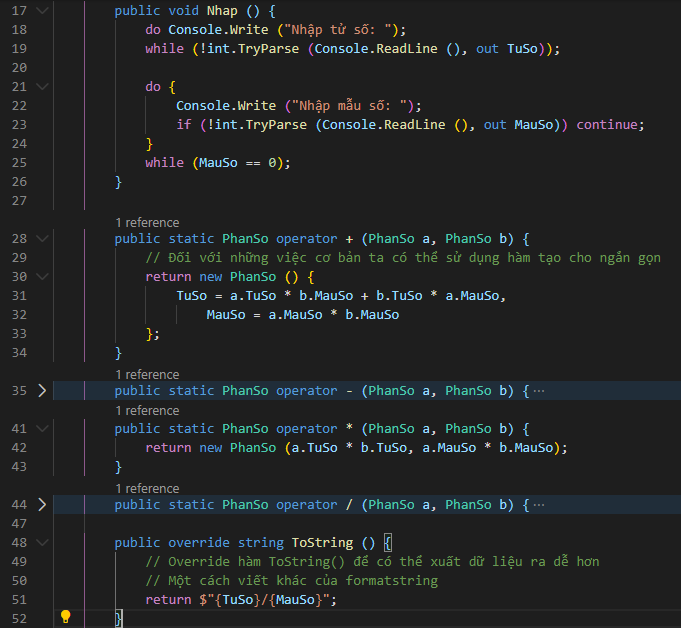 17 public void Nhap () {
18 do Console.Write ("Nhập tử số: ");
19 while (!int.TryParse (Console.ReadLine (), out TuSo));
20
21 do {
22 Console.Write ("Nhập mẫu số: ");
23 if (!int.TryParse (Console.ReadLine (), out MauSo)) continue;
24 }
25 while (MauSo == 0);
26 }
27
1 reference
28 public static PhanSo operator + (PhanSo a, PhanSo b) {
29 // Đối với những việc cơ bản ta có thể sử dụng hàm tạo cho ngắn gọn
30 return new PhanSo () {
31 TuSo = a.TuSo * b.MauSo + b.TuSo * a.MauSo,
32 MauSo = a.MauSo * b.MauSo
33 };
34 }
1 reference
35 public static PhanSo operator - (PhanSo a, PhanSo b) { ⋯
1 reference
41 public static PhanSo operator * (PhanSo a, PhanSo b) {
42 return new PhanSo (a.TuSo * b.TuSo, a.MauSo * b.MauSo);
43 }
1 reference
44 public static PhanSo operator / (PhanSo a, PhanSo b) { ⋯
47
48 public override string ToString () {
49 // Override hàm ToString() để có thể xuất dữ liệu ra dễ hơn
50 // Một cách viết khác của formatstring
51 return $"{TuSo}/{MauSo}";
52 }